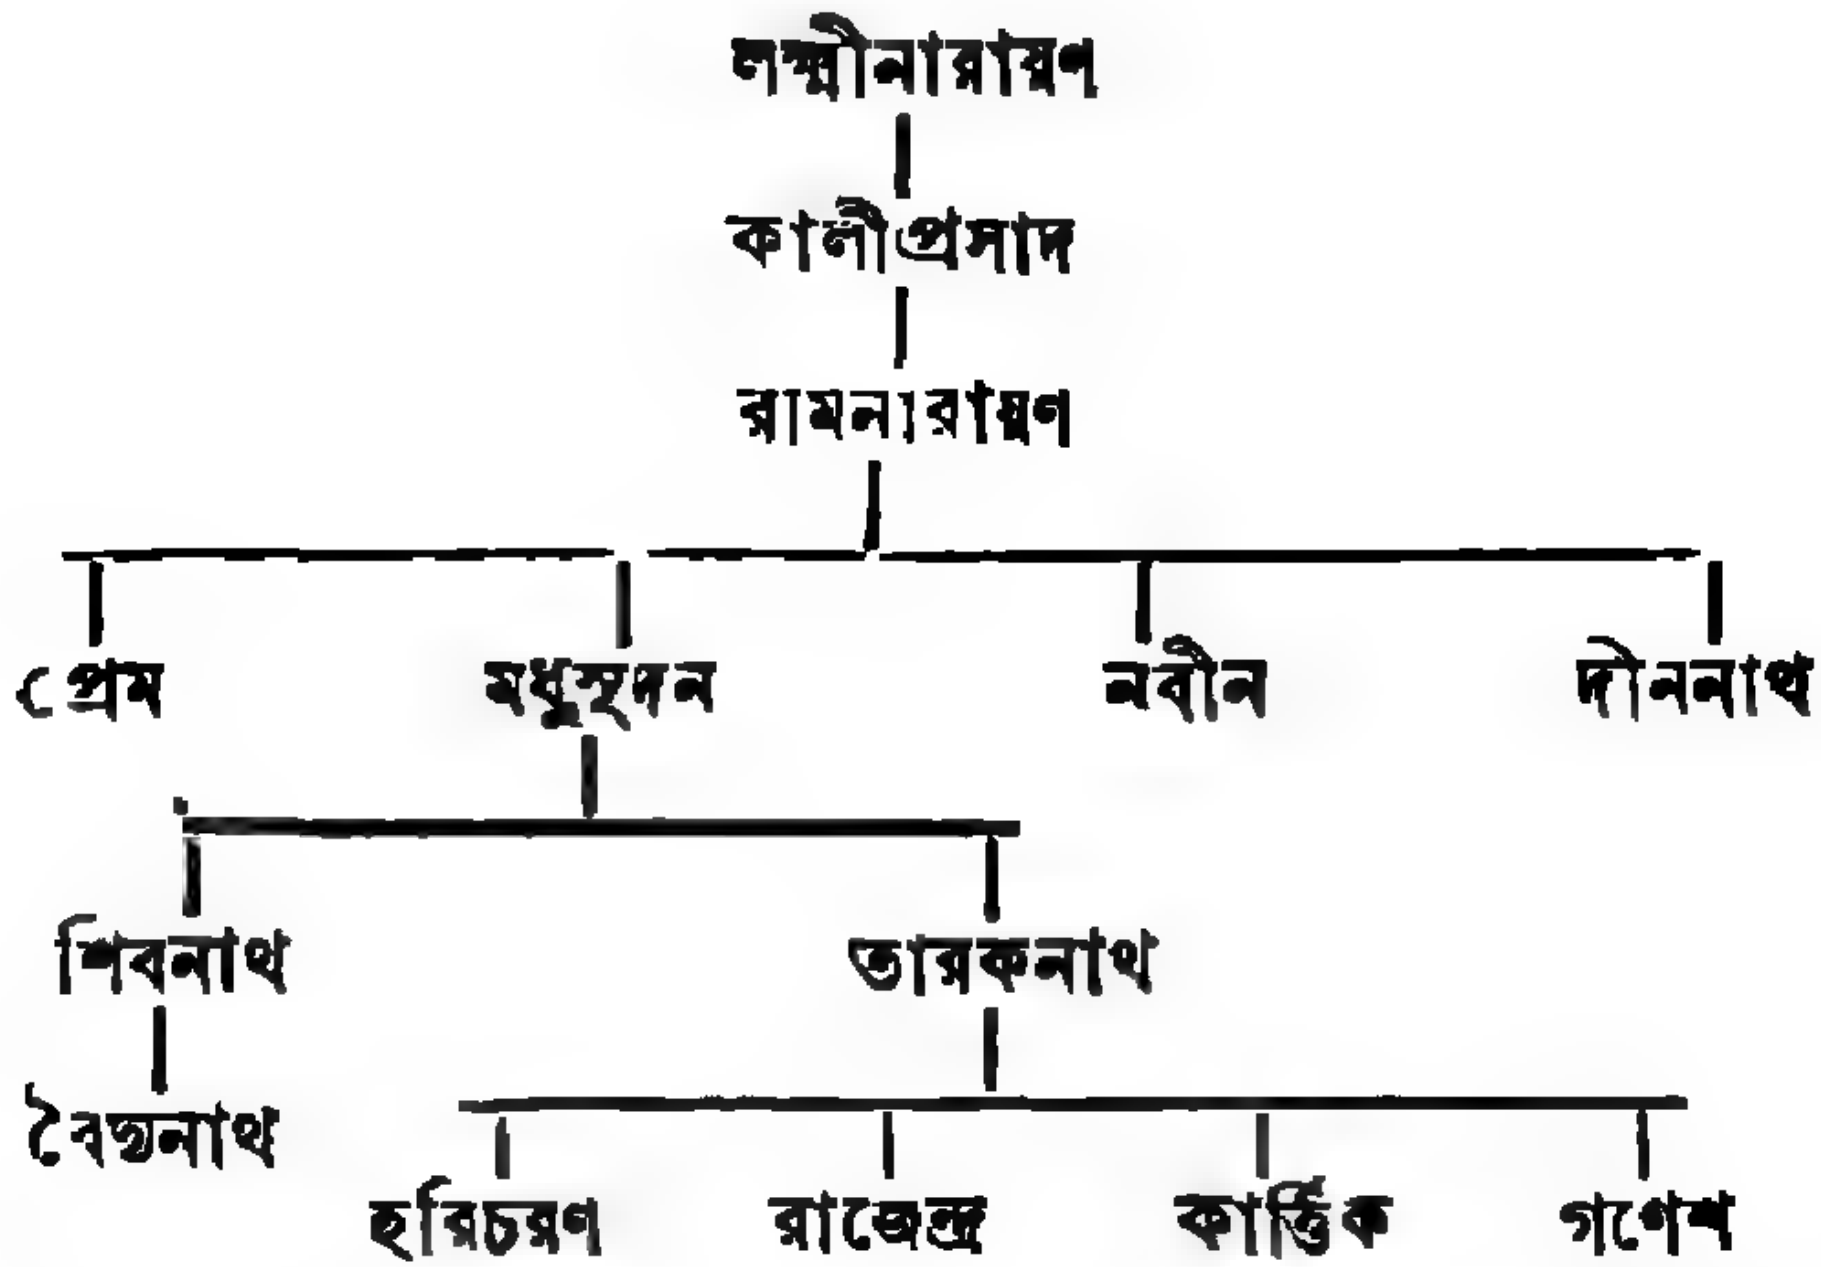 লক্ষ্মীনারায়ণ
কালীপ্রসাদ
রামনারায়ণ
প্রেম মধুসূদন নবীন দীননাথ
শিবনাথ তারকনাথ
বৈদ্যনাথ
হরিচরণ রাজেন্দ্র কার্ত্তিক গণেশ